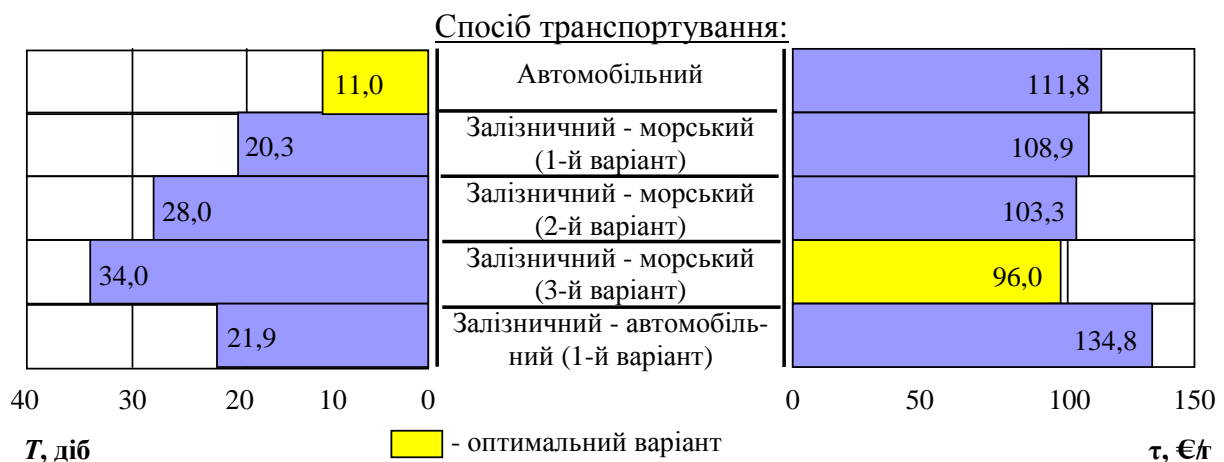 Спосіб транспортування:
11,0 Автомобільний 111,8
Залізничний - морський
20,3 (1-й варіант) 108,9
Залізничний - морський
28,0 (2-й варіант) 103,3
Залізничний - морський
34,0 (3-й варіант) 96,0
Залізничний - автомобіль-
21,9 ний (1-й варіант) 134,8
40 30 20 10 0 0 50 100 150
T, діб - оптимальний варіант τ, €/т